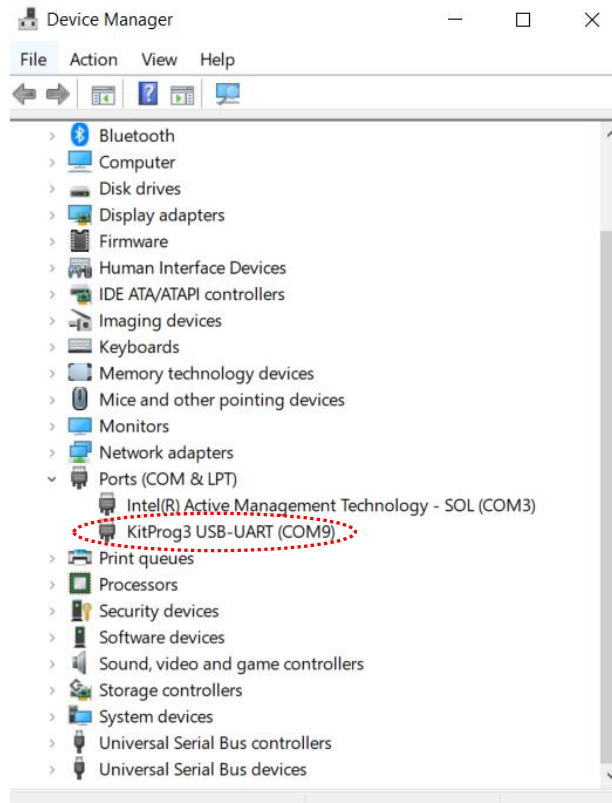 Device Manager
File Action View Help
Bluetooth
Computer
Disk drives
Display adapters
Firmware
Human Interface Devices
IDE ATA/ATAPI controllers
Imaging devices
Keyboards
Memory technology devices
Mice and other pointing devices
Monitors
Network adapters
Ports (COM & LPT)
Intel(R) Active Management Technology - SOL (COM3)
KitProg3 USB-UART (COM9)
Print queues
Processors
Security devices
Software devices
Sound, video and game controllers
Storage controllers
System devices
Universal Serial Bus controllers
Universal Serial Bus devices